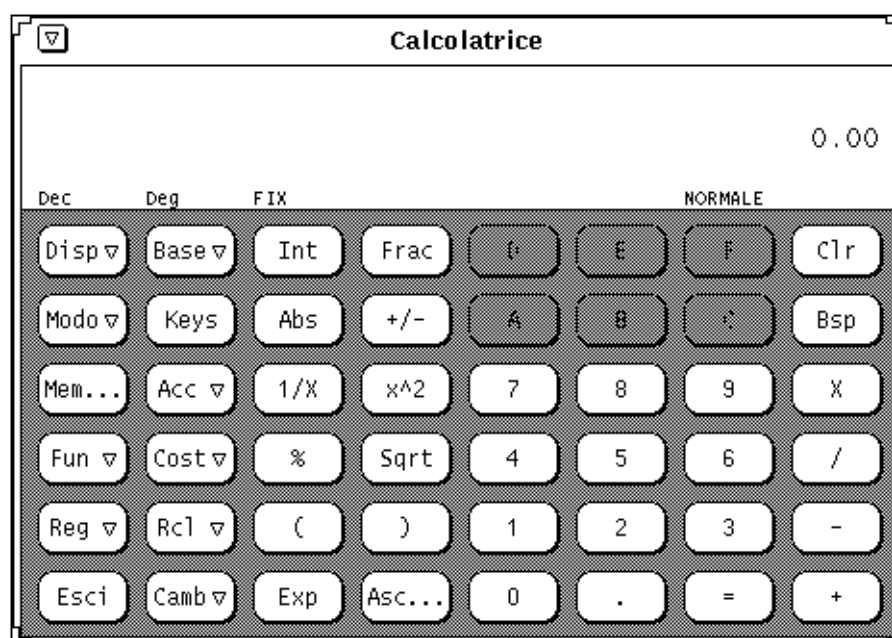 Calcolatrice
0.00
Dec Deg FIX NORMALE
Disp Base Int Frac D E F Clr
Modo Keys Abs +/- A B C Bsp
Mem... Acc 1/X x^2 7 8 9 X
Fun Cost % Sqrt 4 5 6 /
Reg Rcl ( ) 1 2 3 -
Esci Camb Exp Asc... 0 . = +